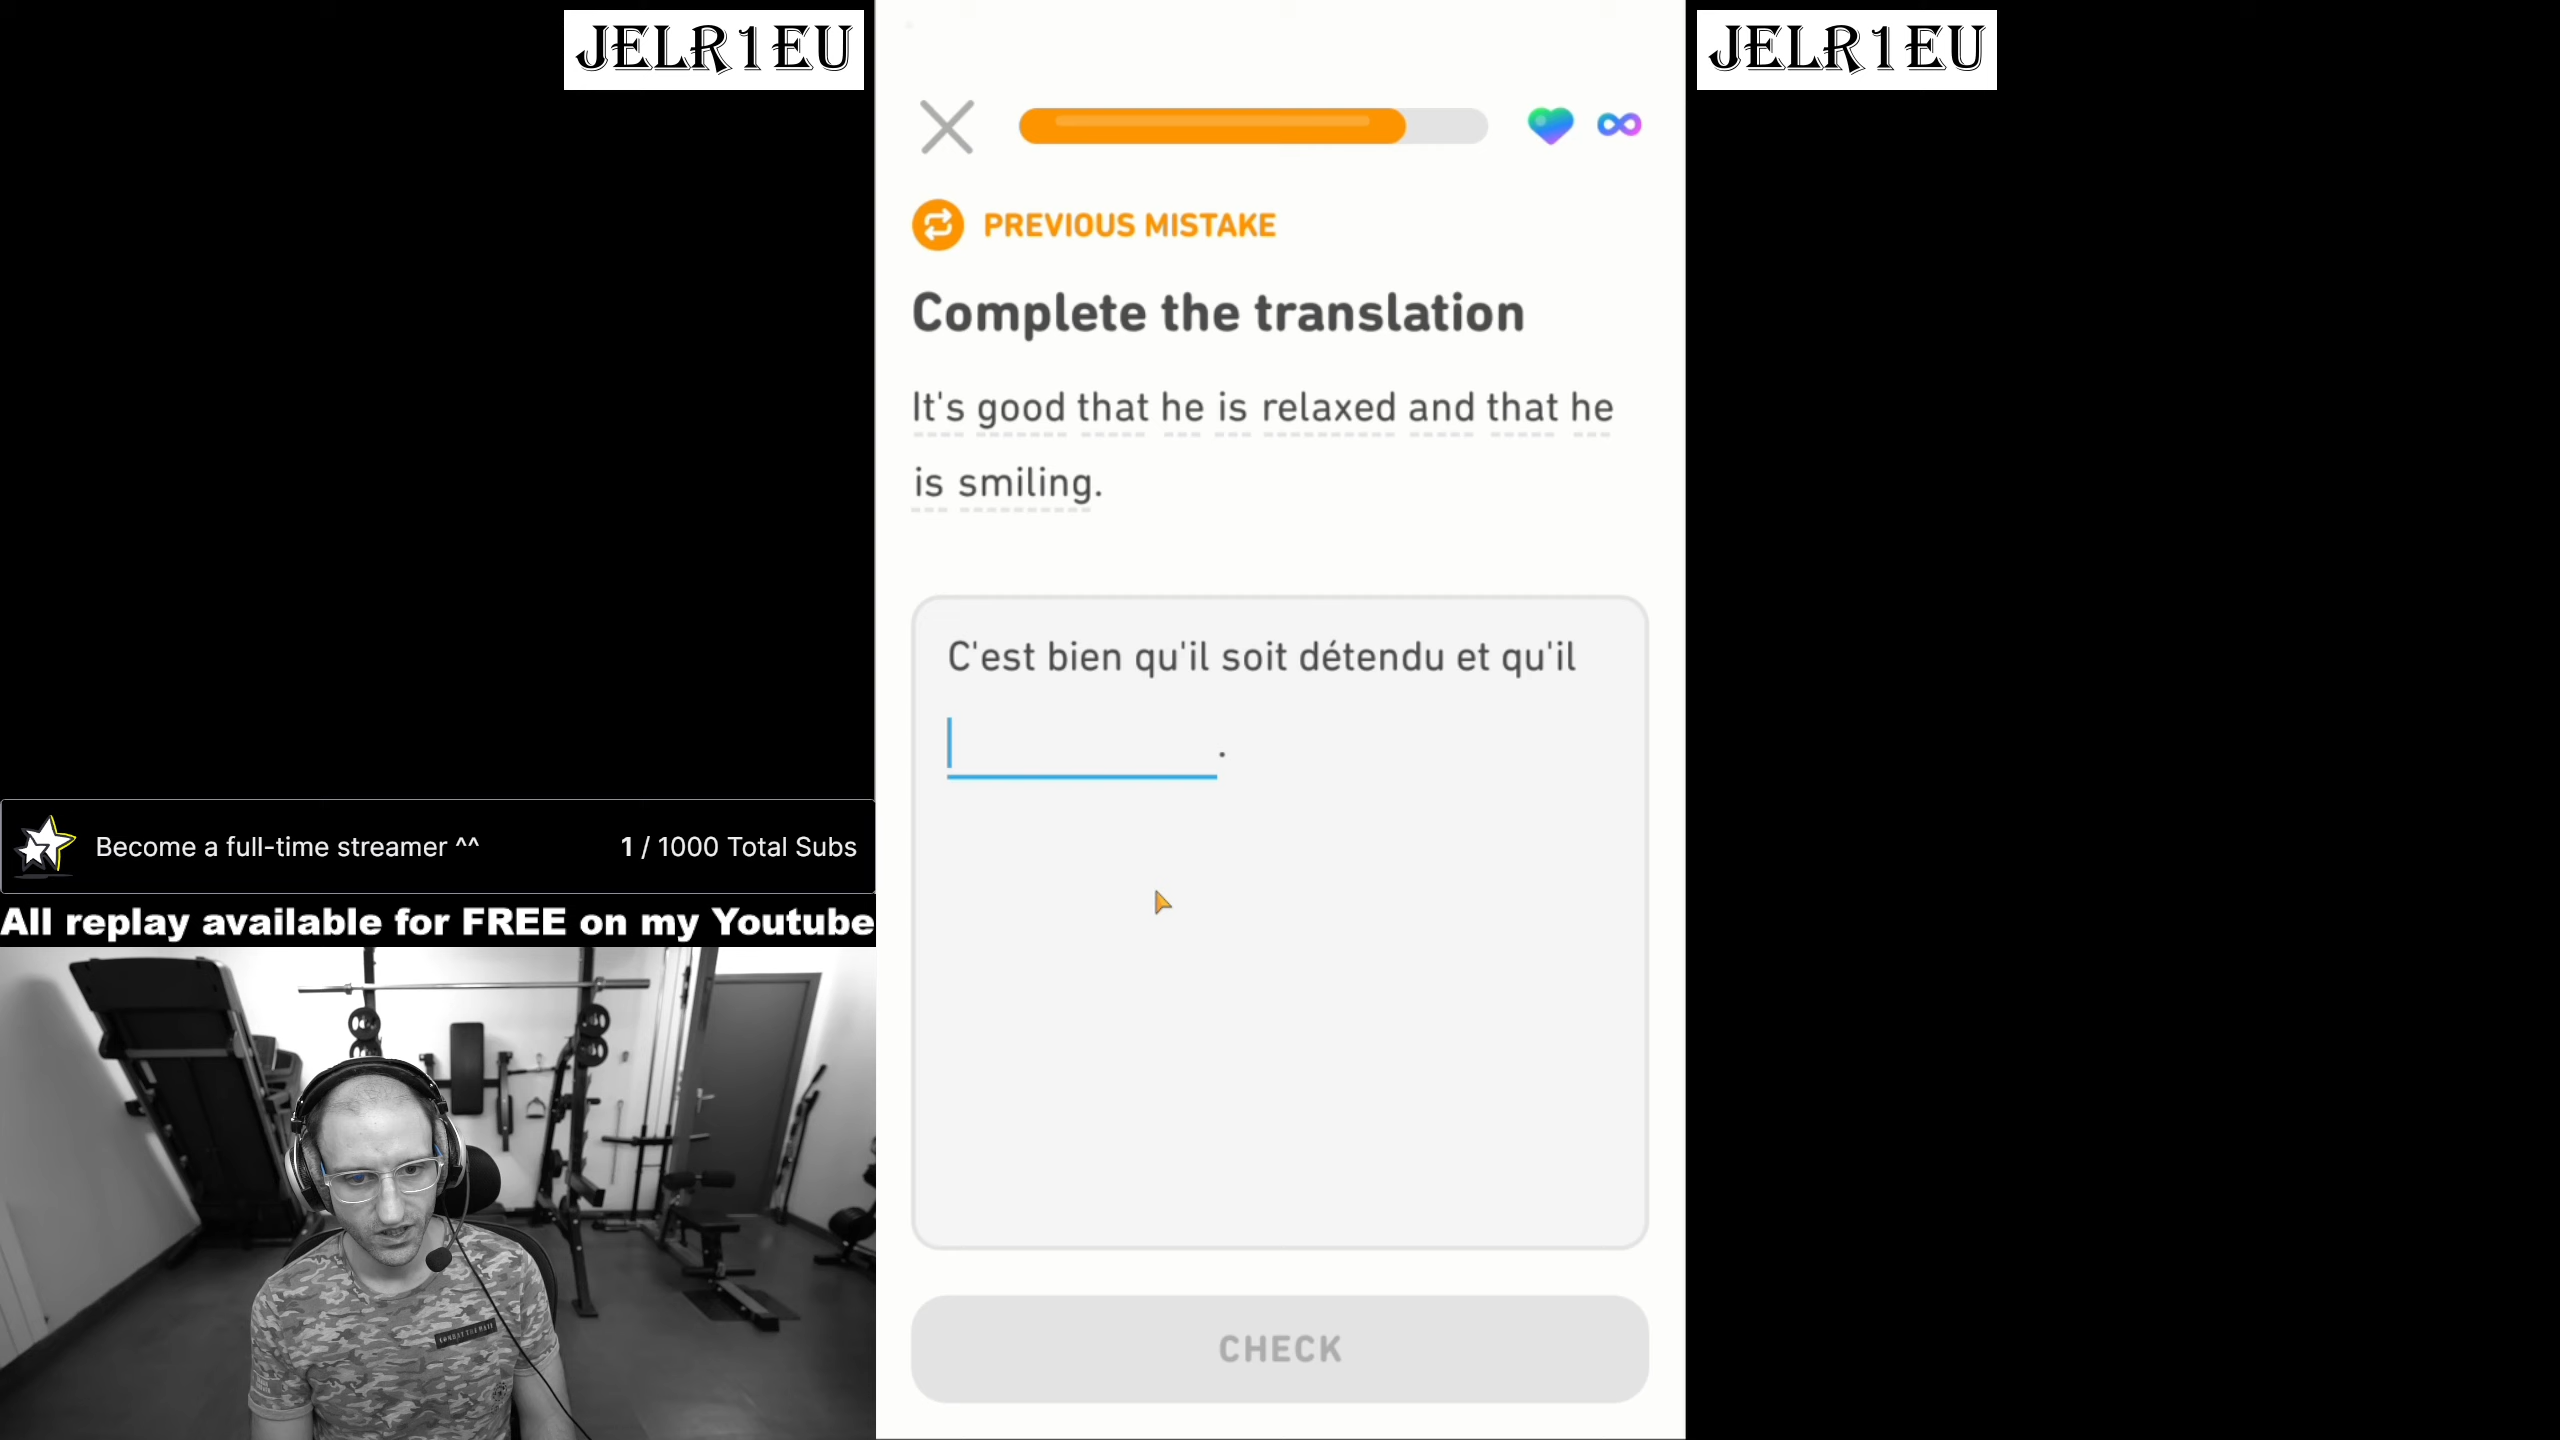 JELR1EU
JELR1EU
PREVIOUS MISTAKE
Complete the translation
It's good that he is relaxed and that he
is smiling.
C'est bien qu'il soit détendu et qu'il
.
CHECK
Become a full-time streamer ^^ 1 / 1000 Total Subs
All replay available for FREE on my Youtube